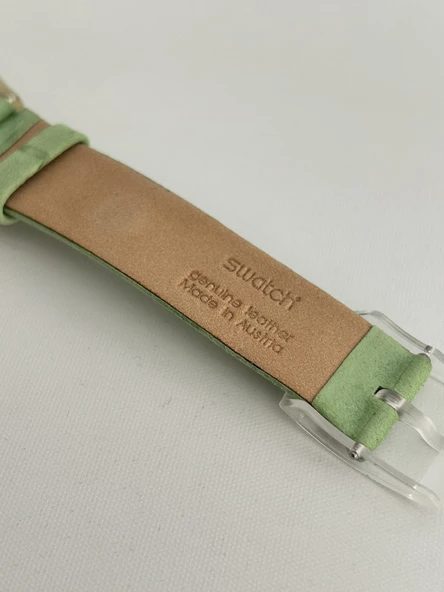 swatch®
genuine leather
Made in Austria